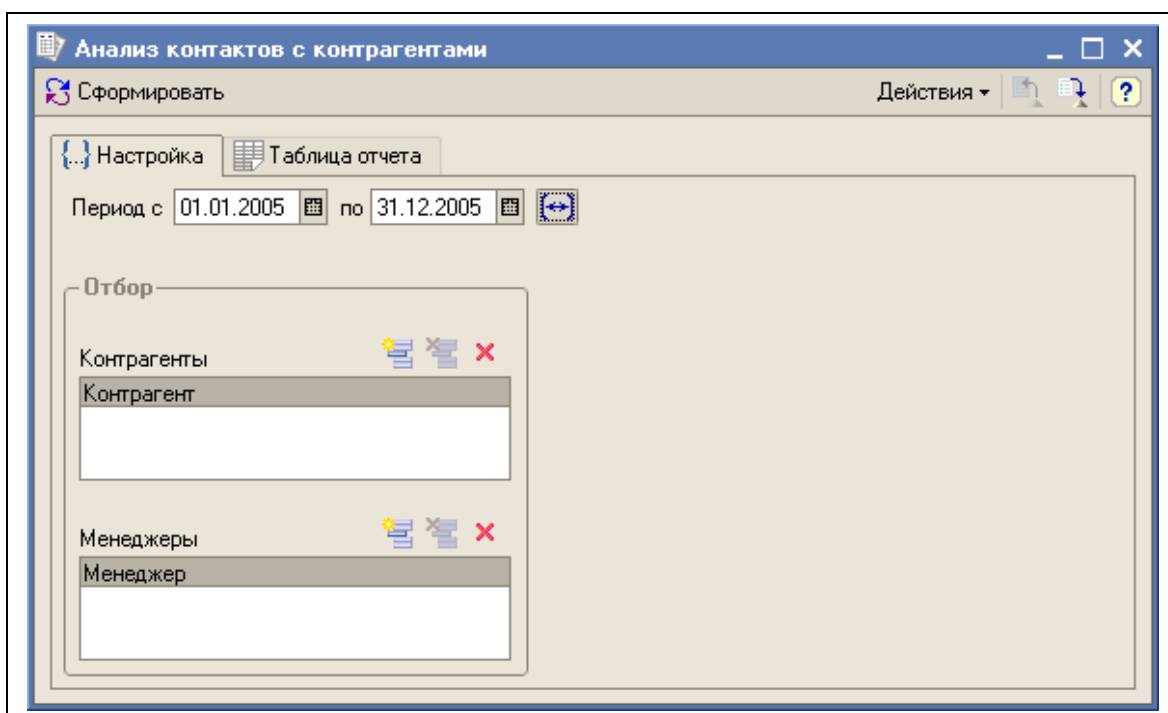 Анализ контактов с контрагентами
Сформировать Действия ?
{...} Настройка Таблица отчета
Период с 01.01.2005 по 31.12.2005
Отбор
Контрагенты
Контрагент
Менеджеры
Менеджер